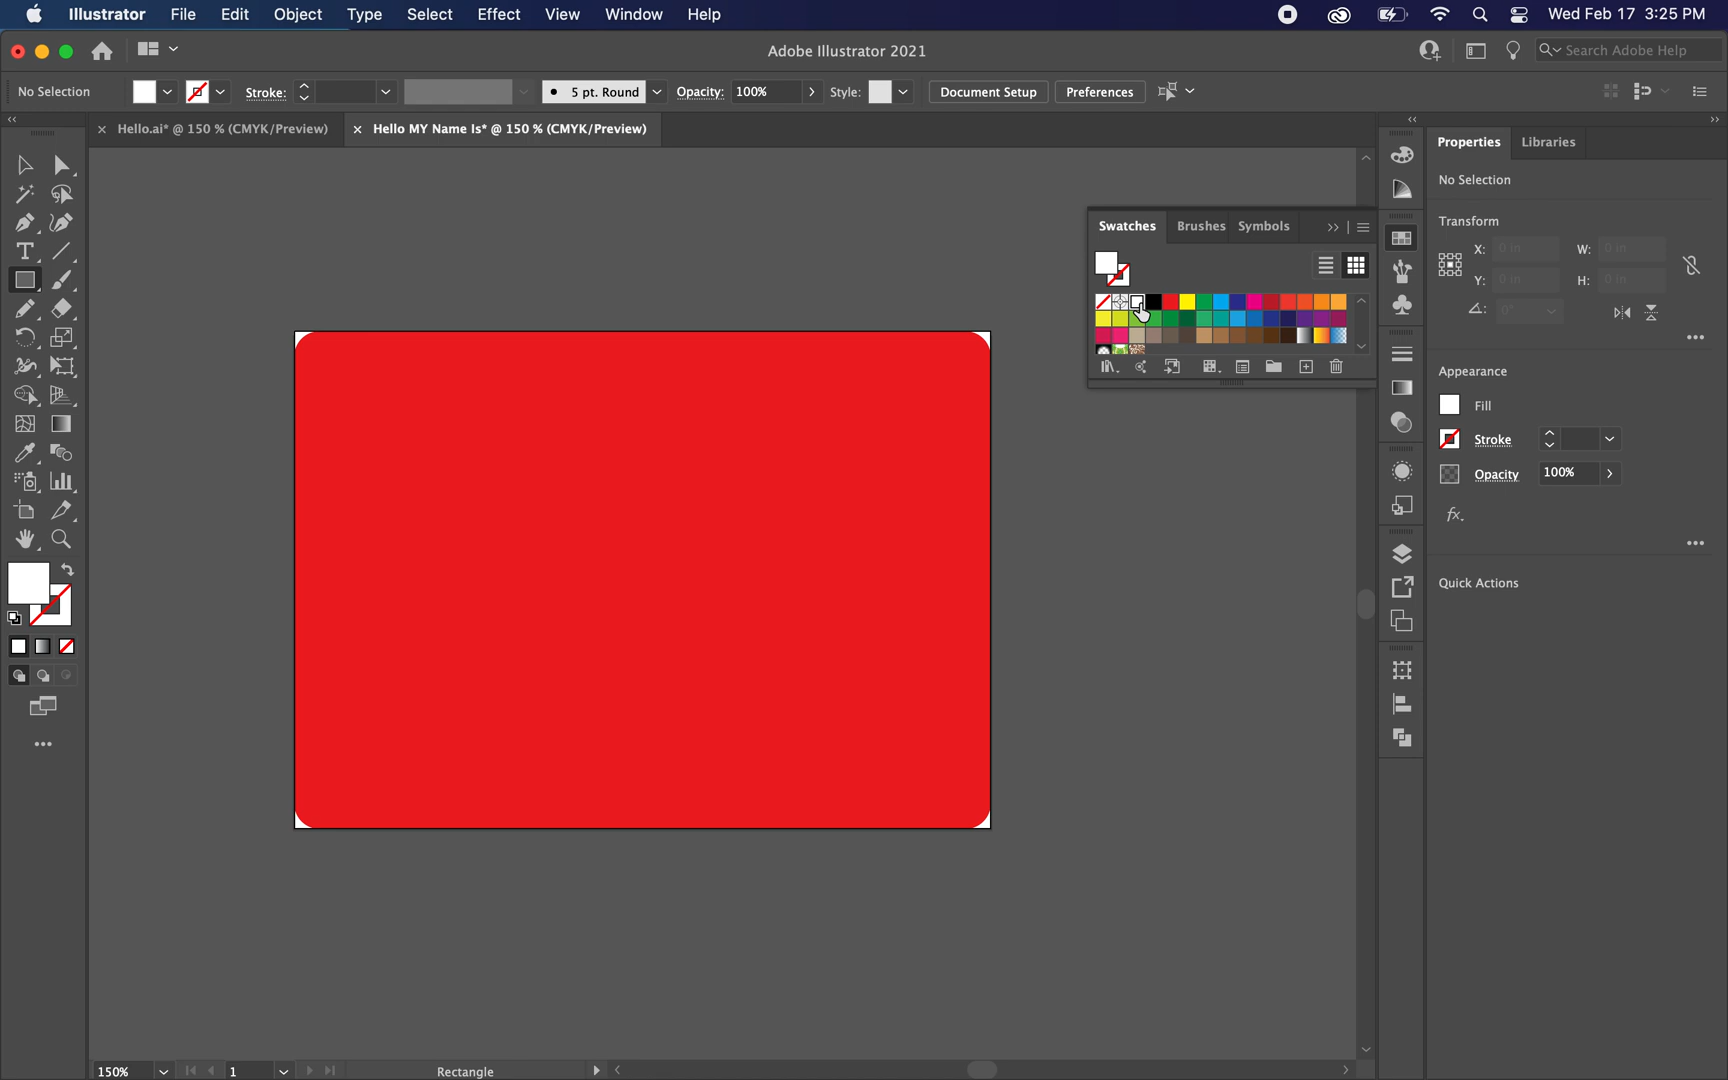 Illustrator File Edit Object Type Select Effect View Window Help Wed Feb 17 3:25 PM
Adobe Illustrator 2021 Search Adobe Help
No Selection Stroke: 5 pt. Round Opacity: 100% Style: Document Setup Preferences
Hello.ai* @ 150 % (CMYK/Preview) Hello MY Name Is* @ 150 % (CMYK/Preview)
Properties Libraries
No Selection
Transform
X: 0 in W: 0 in
Y: 0 in H: 0 in
0°
Swatches Brushes Symbols
Appearance
Fill
Stroke
Opacity 100%
fx.
Quick Actions
150% 1 Rectangle